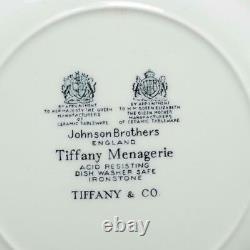 BY APPOINTMENT
TO HER MAJESTY THE QUEEN
MANUFACTURERS
OF
CERAMIC TABLEWARE
BY APPOINTMENT
TO H M QUEEN ELIZABETH
THE QUEEN MOTHER
MANUFACTURERS
OF CERAMIC TABLEWARE
Johnson Brothers
ENGLAND
Tiffany Menagerie
ACID RESISTING
DISH WASHER SAFE
IRONSTONE
TIFFANY & CO.
ebay